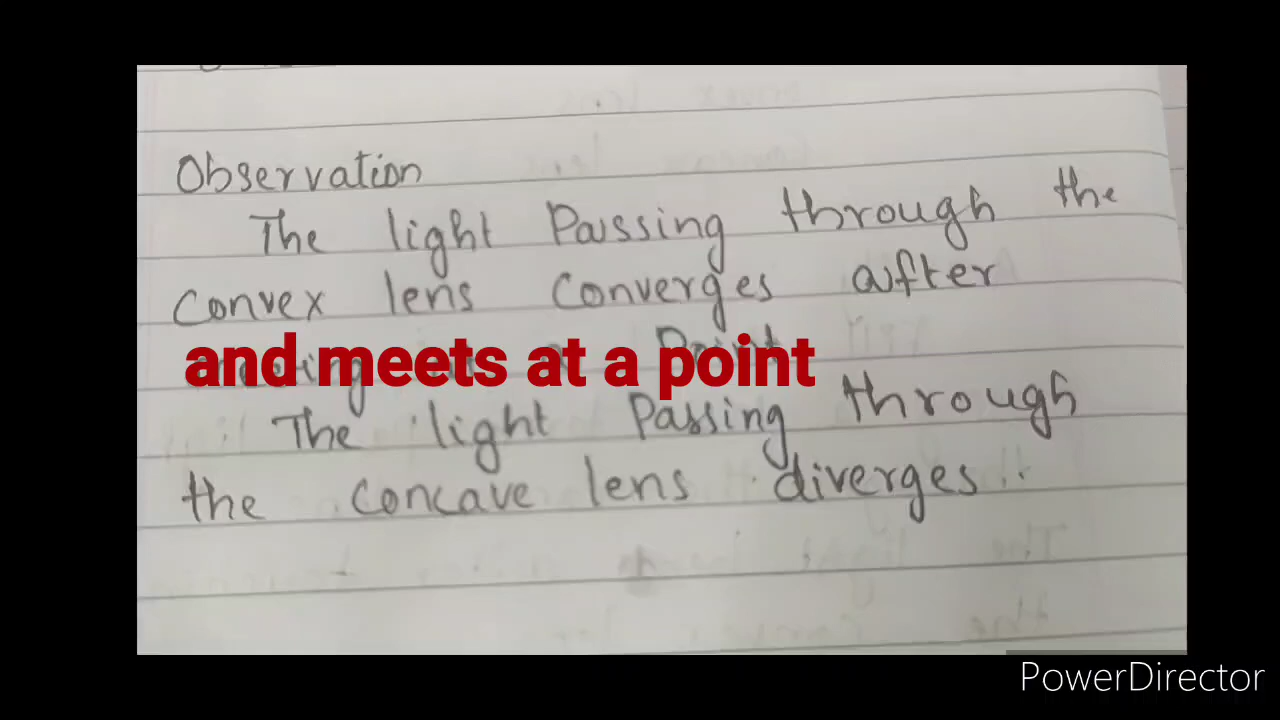 Observation
The light Passing through the
Convex lens Converges after
and meets at a point
The light Passing through
the concave lens diverges.
PowerDirector